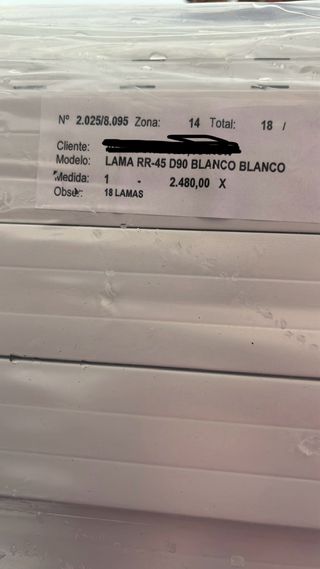 Nº 2.025/8.095 Zona: 14 Total: 18 /
Cliente:
Modelo: LAMA RR-45 D90 BLANCO BLANCO
Medida: 1 - 2.480,00 X
Obser: 18 LAMAS